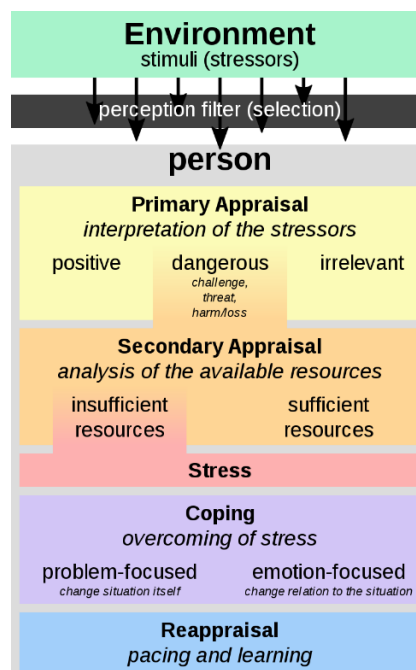 Environment
stimuli (stressors)
perception filter (selection)
person
Primary Appraisal
interpretation of the stressors
positive dangerous irrelevant
challenge,
threat,
harm/loss
Secondary Appraisal
analysis of the available resources
insufficient sufficient
resources resources
Stress
Coping
overcoming of stress
problem-focused emotion-focused
change situation itself change relation to the situation
Reappraisal
pacing and learning